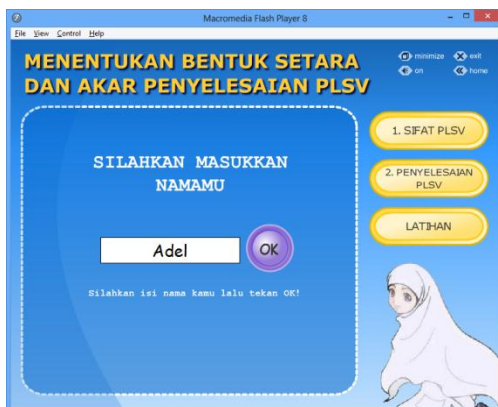 Macromedia Flash Player 8
File View Control Help
MENENTUKAN BENTUK SETARA
DAN AKAR PENYELESAIAN PLSV
minimize exit
on home
SILAHKAN MASUKKAN
NAMAMU
Adel
OK
Silahkan isi nama kamu lalu tekan OK!
1. SIFAT PLSV
2. PENYELESAIAN
PLSV
LATIHAN